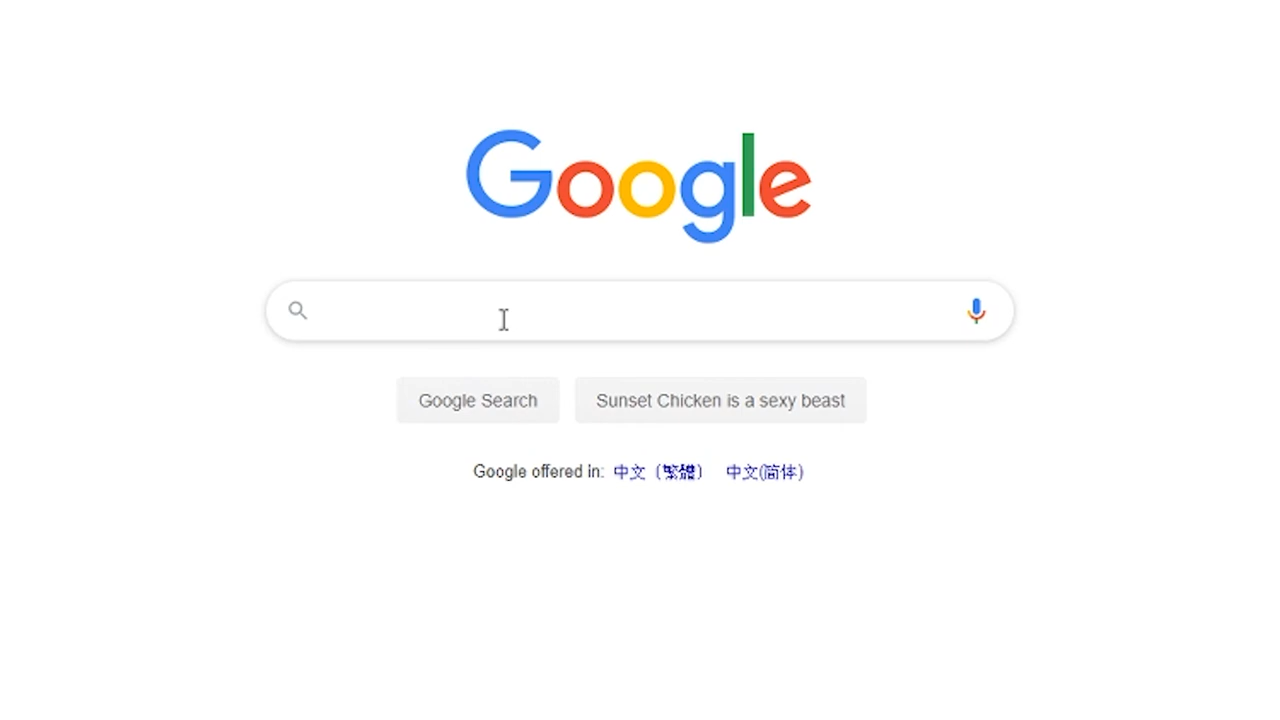 Google
Google Search
Sunset Chicken is a sexy beast
Google offered in: 中文（繁體） 中文(简体)